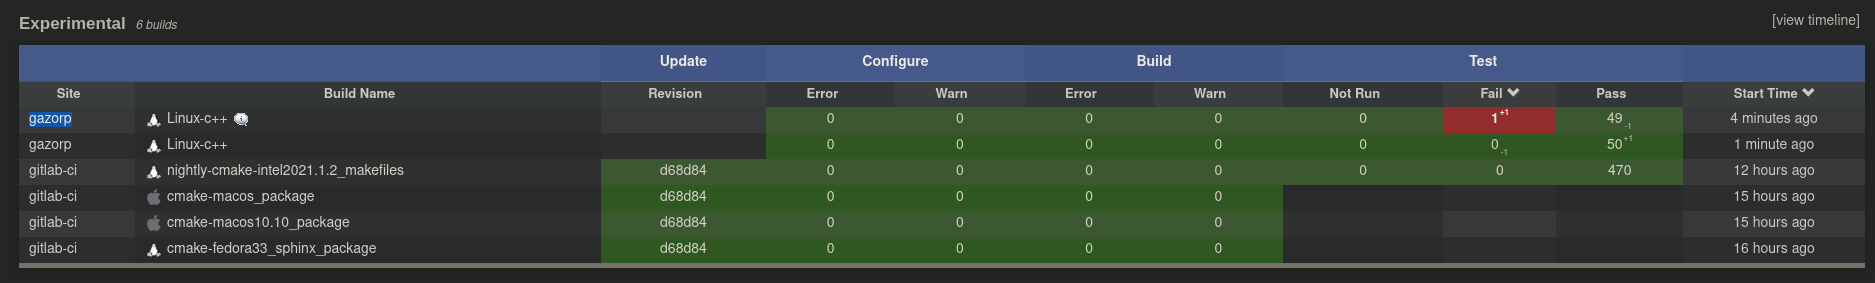 Experimental 6 builds [view timeline]
Update Configure Build Test
Site Build Name Revision Error Warn Error Warn Not Run Fail Pass Start Time
gazorp Linux-c++ 0 0 0 0 0 1 +1 49 -1 4 minutes ago
gazorp Linux-c++ 0 0 0 0 0 0 -1 50 +1 1 minute ago
gitlab-ci nightly-cmake-intel2021.1.2_makefiles d68d84 0 0 0 0 0 0 470 12 hours ago
gitlab-ci cmake-macos_package d68d84 0 0 0 0 15 hours ago
gitlab-ci cmake-macos10.10_package d68d84 0 0 0 0 15 hours ago
gitlab-ci cmake-fedora33_sphinx_package d68d84 0 0 0 0 16 hours ago